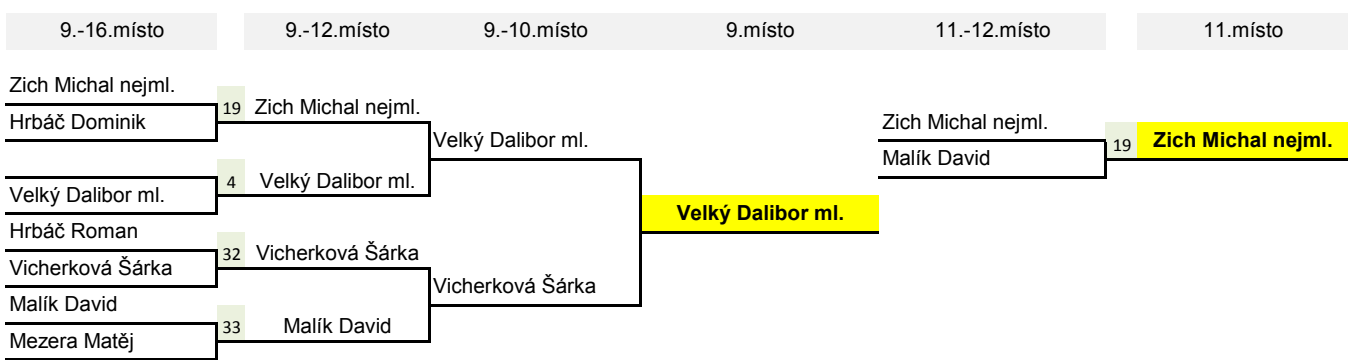 9.-16.místo 9.-12.místo 9.-10.místo 9.místo 11.-12.místo 11.místo
Zich Michal nejml.
19 Zich Michal nejml.
Hrbáč Dominik
Velký Dalibor ml.
Zich Michal nejml.
19 Zich Michal nejml.
Malík David
4 Velký Dalibor ml.
Velký Dalibor ml.
Velký Dalibor ml.
Hrbáč Roman
32 Vicherková Šárka
Vicherková Šárka
Vicherková Šárka
Malík David
33 Malík David
Mezera Matěj